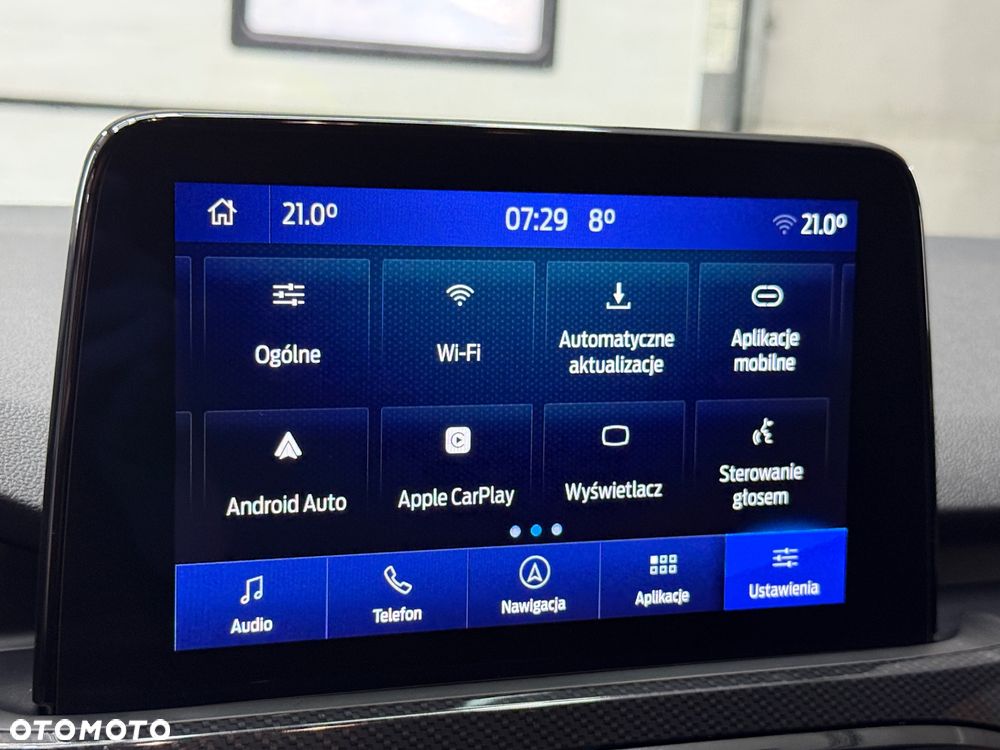 21.0° 07:29 8° 21.0°
Ogólne
Wi-Fi
Automatyczne
aktualizacje
Aplikacje
mobilne
Android Auto
Apple CarPlay
Wyświetlacz
Sterowanie
głosem
Audio
Telefon
Nawigacja
Aplikacje
Ustawienia
OTOMOTO